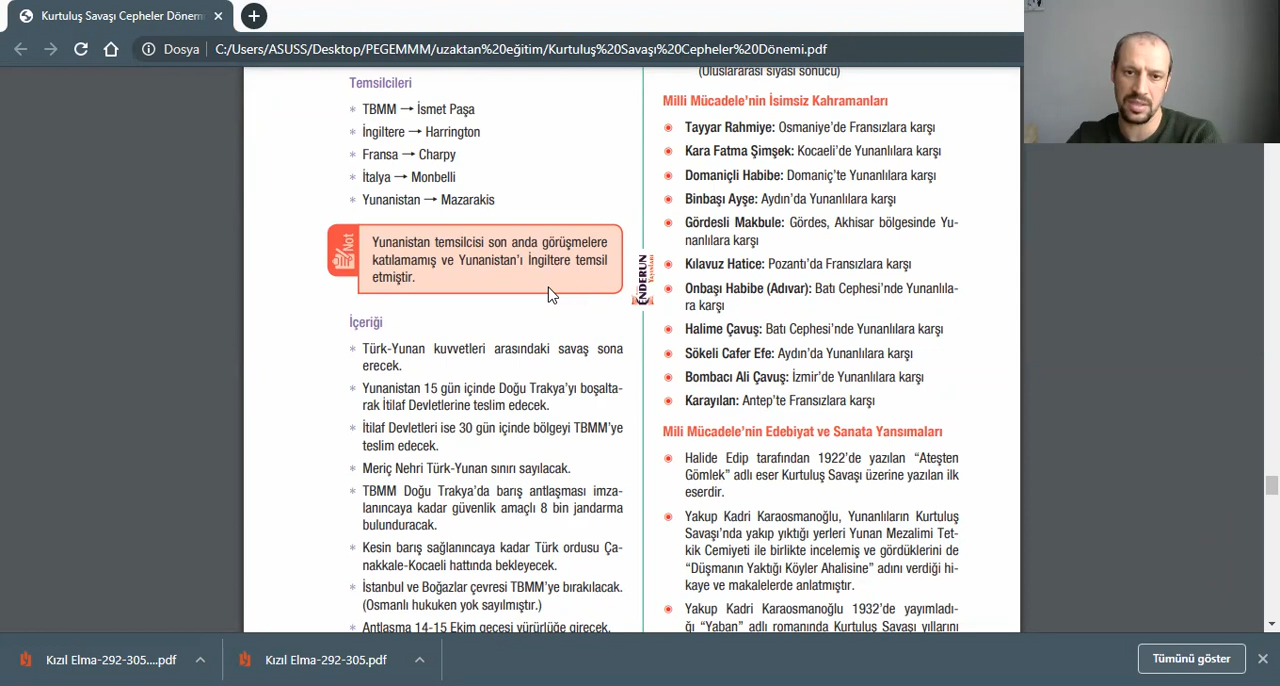 Kurtuluş Savaşı Cepheler Dönem
Dosya
C:/Users/ASUSS/Desktop/PEGEMMM/uzaktan%20eğitim/Kurtuluş%20Savaşı%20Cepheler%20Dönemi.pdf
Temsilcileri
* TBMM → İsmet Paşa
* İngiltere → Harrington
* Fransa → Charpy
* İtalya → Monbelli
* Yunanistan → Mazarakis
Not
Yunanistan temsilcisi son anda görüşmelere
katılamamış ve Yunanistan’ı İngiltere temsil
etmiştir.
İçeriği
* Türk-Yunan kuvvetleri arasındaki savaş sona
erecek.
* Yunanistan 15 gün içinde Doğu Trakya’yı boşalta-
rak İtilaf Devletlerine teslim edecek.
* İtilaf Devletleri ise 30 gün içinde bölgeyi TBMM’ye
teslim edecek.
* Meriç Nehri Türk-Yunan sınırı sayılacak.
* TBMM Doğu Trakya’da barış antlaşması imza-
lanıncaya kadar güvenlik amaçlı 8 bin jandarma
bulunduracak.
* Kesin barış sağlanıncaya kadar Türk ordusu Ça-
nakkale-Kocaeli hattında bekleyecek.
* İstanbul ve Boğazlar çevresi TBMM’ye bırakılacak.
(Osmanlı hukuken yok sayılmıştır.)
* Antlaşma 14-15 Ekim gecesi yürürlüğe girecek.
ENDERUN
Yayınları
(Uluslararası siyasi sonucu)
Milli Mücadele’nin İsimsiz Kahramanları
Tayyar Rahmiye: Osmaniye’de Fransızlara karşı
Kara Fatma Şimşek: Kocaeli’de Yunanlılara karşı
Domaniçli Habibe: Domaniç’te Yunanlılara karşı
Binbaşı Ayşe: Aydın’da Yunanlılara karşı
Gördesli Makbule: Gördes, Akhisar bölgesinde Yu-
nanlılara karşı
Kılavuz Hatice: Pozantı’da Fransızlara karşı
Onbaşı Habibe (Adıvar): Batı Cephesi’nde Yunanlıla-
ra karşı
Halime Çavuş: Batı Cephesi’nde Yunanlılara karşı
Sökeli Cafer Efe: Aydın’da Yunanlılara karşı
Bombacı Ali Çavuş: İzmir’de Yunanlılara karşı
Karayılan: Antep’te Fransızlara karşı
Mili Mücadele’nin Edebiyat ve Sanata Yansımaları
Halide Edip tarafından 1922’de yazılan “Ateşten
Gömlek” adlı eser Kurtuluş Savaşı üzerine yazılan ilk
eserdir.
Yakup Kadri Karaosmanoğlu, Yunanlıların Kurtuluş
Savaşı’nda yakıp yıktığı yerleri Yunan Mezalimi Tet-
kik Cemiyeti ile birlikte incelemiş ve gördüklerini de
“Düşmanın Yaktığı Köyler Ahalisine” adını verdiği hi-
kaye ve makalelerde anlatmıştır.
Yakup Kadri Karaosmanoğlu 1932’de yayımladı-
ğı “Yaban” adlı romanında Kurtuluş Savaşı yıllarını
Kızıl Elma-292-305....pdf
Kızıl Elma-292-305.pdf
Tümünü göster